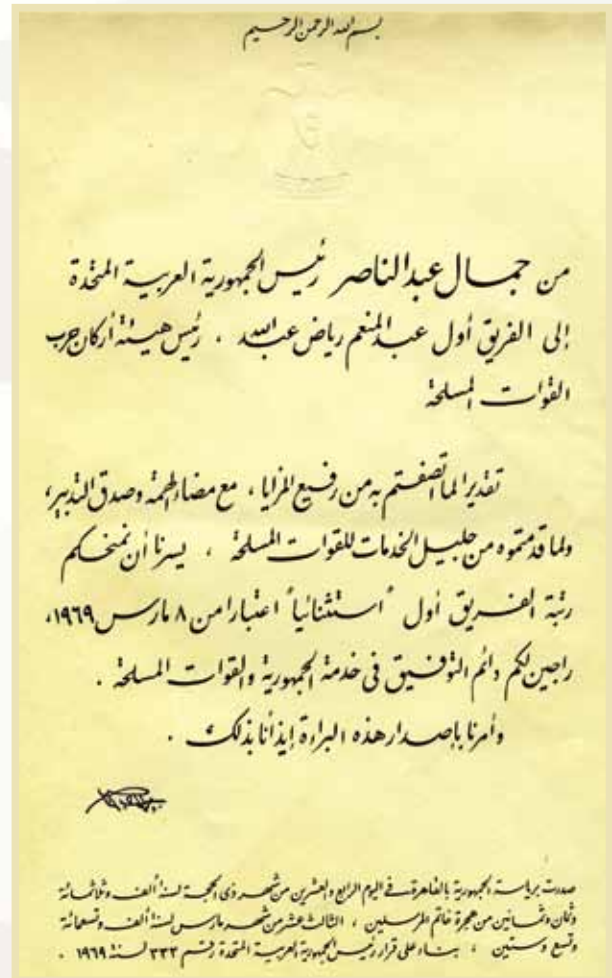 بسم الله الرحمن الرحيم
من جمال عبد الناصر رئيس الجمهورية العربية المتحدة
إلى الفريق أول عبد المنعم رياض عبد الله ، رئيس هيئة أركان حرب
القوات المسلحة
تقديرا لما اتصفتم به من رفيع المزايا ، مع مضاء الهمة وصدق التدبير ،
ولما قدمتموه من جليل الخدمات للقوات المسلحة ، يسرنا أن نمنحكم
رتبة الفريق أول "استثنائيا" اعتبارا من ٨ مارس ١٩٦٩ ،
راجين لكم دائم التوفيق في خدمة الجمهورية والقوات المسلحة .
وأمرنا بإصدار هذه البراءة إيذانا بذلك .
صدرت برياسة الجمهورية بالقاهرة في اليوم الرابع والعشرين من شهر ذى الحجة لسنة ألف وثلاثمائة
وثمان وثمانين من هجرة خاتم المرسلين ، الثالث عشر من شهر مارس لسنة ألف وتسعمائة
وتسع وستين ، بناء على قرار رئيس الجمهورية العربية المتحدة رقم ٣٣٣ لسنة ١٩٦٩ .